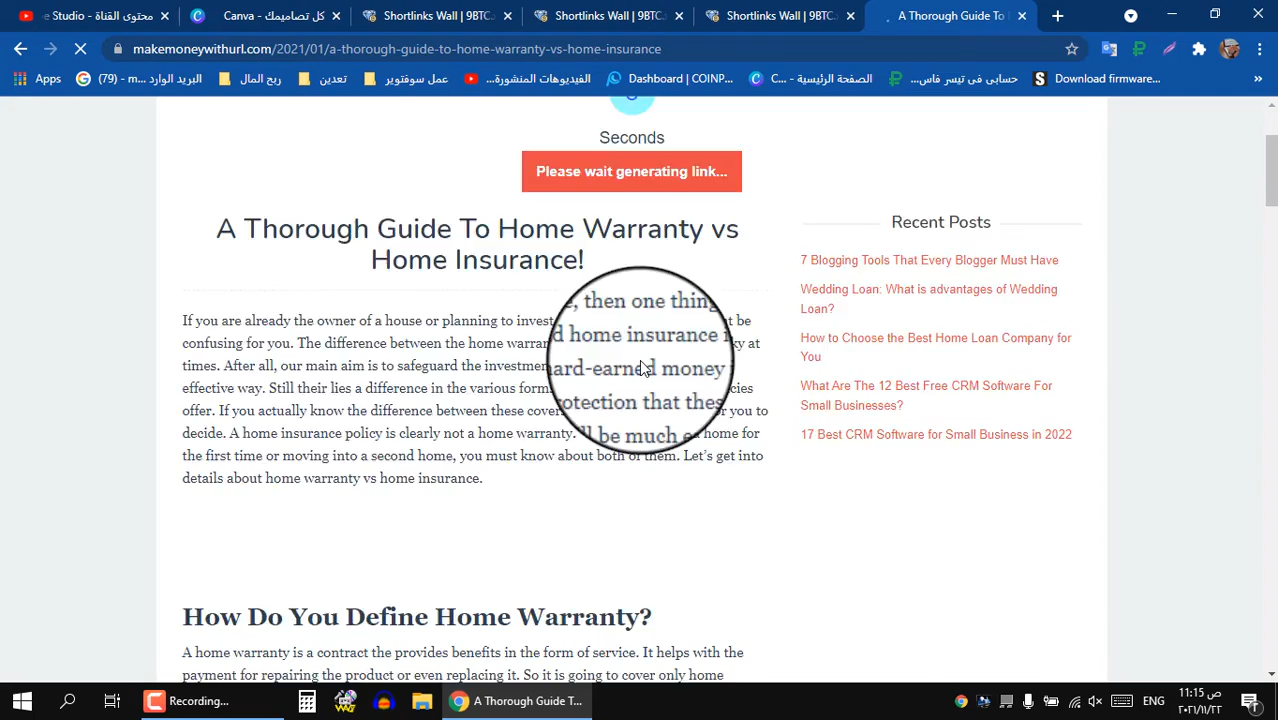 e Studio - محتوى القناة
Canva - كل تصاميمك
Shortlinks Wall | 9BTC.
Shortlinks Wall | 9BTC.
Shortlinks Wall | 9BTC.
A Thorough Guide To
makemoneywithurl.com/2021/01/a-thorough-guide-to-home-warranty-vs-home-insurance
Apps
البريد الوارد (79) - m...
ربح المال
تعدين
عمل سوفتوير
الفيديوهات المنشورة...
Dashboard | COINP...
الصفحة الرئيسية - C...
حسابى فى تيسر فاس...
Download firmware...
»
Seconds
Please wait generating link...
A Thorough Guide To Home Warranty vs
Home Insurance!
If you are already the owner of a house or planning to invest
e, then one thing
t be
confusing for you. The difference between the home warran
d home insurance
ky at
times. After all, our main aim is to safeguard the investmen
ard-earned money
effective way. Still their lies a difference in the various form
otection that thes
cies
offer. If you actually know the difference between these cove
ll be much e
r you to
decide. A home insurance policy is clearly not a home warranty.
home for
the first time or moving into a second home, you must know about both of them. Let's get into
details about home warranty vs home insurance.
How Do You Define Home Warranty?
A home warranty is a contract the provides benefits in the form of service. It helps with the
payment for repairing the product or even replacing it. So it is going to cover only home
Recent Posts
7 Blogging Tools That Every Blogger Must Have
Wedding Loan: What is advantages of Wedding
Loan?
How to Choose the Best Home Loan Company for
You
What Are The 12 Best Free CRM Software For
Small Businesses?
17 Best CRM Software for Small Business in 2022
Recording...
A Thorough Guide T...
ENG
11:15 ص
٢٠٢١/١١/٢٢